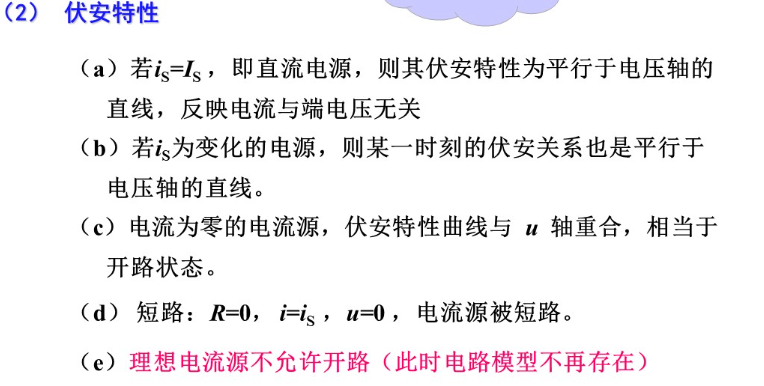 （2） 伏安特性
（a）若iS=IS ，即直流电源，则其伏安特性为平行于电压轴的
直线，反映电流与端电压无关
（b）若iS为变化的电源，则某一时刻的伏安关系也是平行于
电压轴的直线。
（c）电流为零的电流源，伏安特性曲线与 u 轴重合，相当于
开路状态。
（d） 短路：R=0， i=iS ，u=0 ，电流源被短路。
（e）理想电流源不允许开路（此时电路模型不再存在）